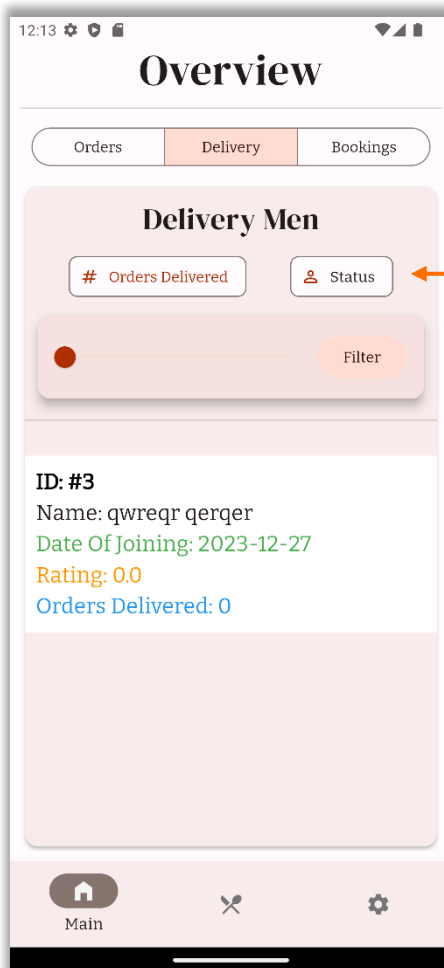 12:13
Overview
Orders Delivery Bookings
Delivery Men
# Orders Delivered Status
Filter
ID: #3
Name: qwreqr qerqer
Date Of Joining: 2023-12-27
Rating: 0.0
Orders Delivered: 0
Main